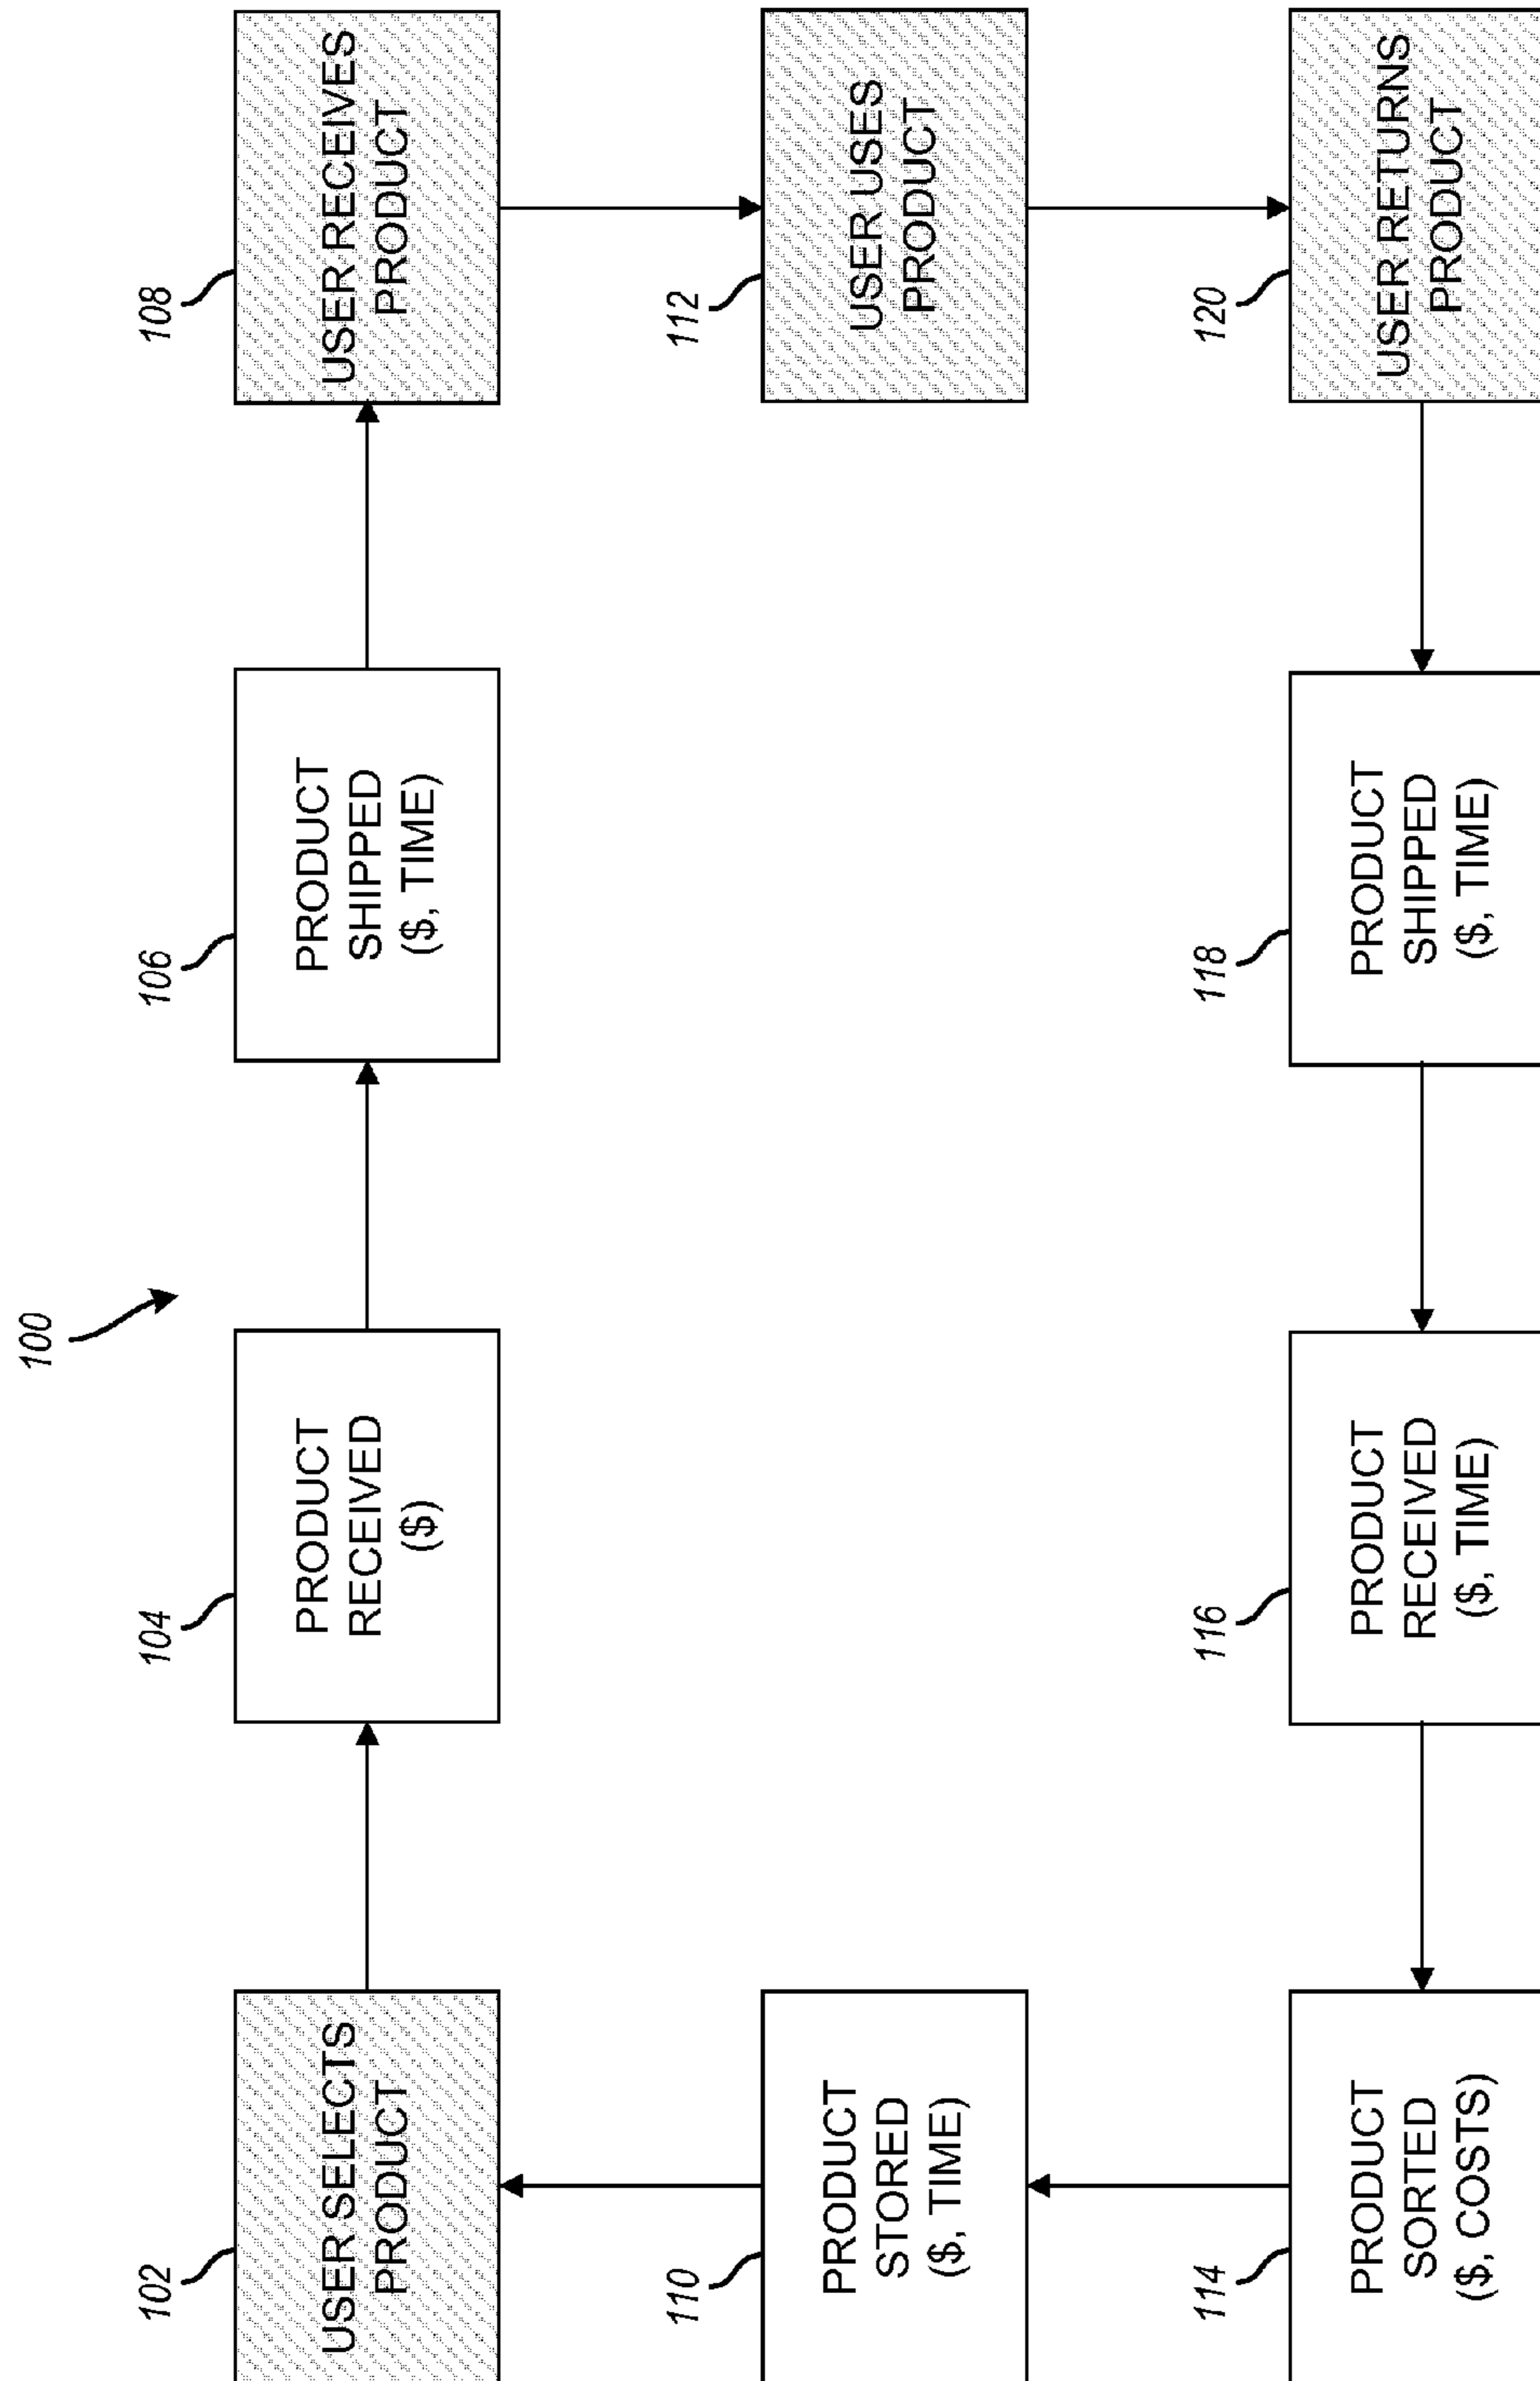 100
102
USER SELECTS
PRODUCT
104
PRODUCT
RECEIVED
($)
106
PRODUCT
SHIPPED
($, TIME)
108
USER RECEIVES
PRODUCT
110
PRODUCT
STORED
($, TIME)
112
USER USES
PRODUCT
114
PRODUCT
SORTED
($, COSTS)
116
PRODUCT
RECEIVED
($, TIME)
118
PRODUCT
SHIPPED
($, TIME)
120
USER RETURNS
PRODUCT